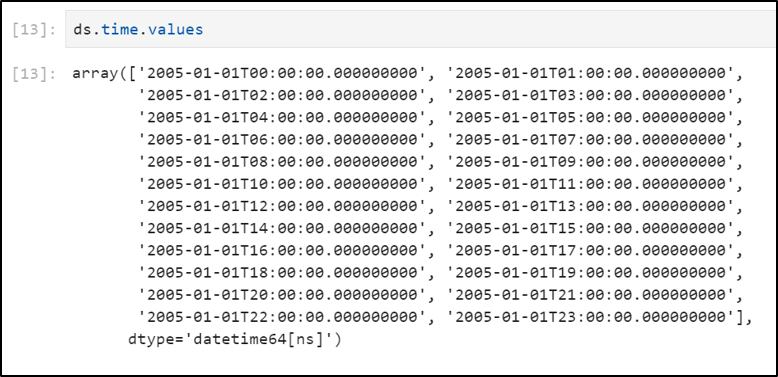 [13]: ds.time.values
[13]: array(['2005-01-01T00:00:00.000000000', '2005-01-01T01:00:00.000000000',
'2005-01-01T02:00:00.000000000', '2005-01-01T03:00:00.000000000',
'2005-01-01T04:00:00.000000000', '2005-01-01T05:00:00.000000000',
'2005-01-01T06:00:00.000000000', '2005-01-01T07:00:00.000000000',
'2005-01-01T08:00:00.000000000', '2005-01-01T09:00:00.000000000',
'2005-01-01T10:00:00.000000000', '2005-01-01T11:00:00.000000000',
'2005-01-01T12:00:00.000000000', '2005-01-01T13:00:00.000000000',
'2005-01-01T14:00:00.000000000', '2005-01-01T15:00:00.000000000',
'2005-01-01T16:00:00.000000000', '2005-01-01T17:00:00.000000000',
'2005-01-01T18:00:00.000000000', '2005-01-01T19:00:00.000000000',
'2005-01-01T20:00:00.000000000', '2005-01-01T21:00:00.000000000',
'2005-01-01T22:00:00.000000000', '2005-01-01T23:00:00.000000000'],
dtype='datetime64[ns]')